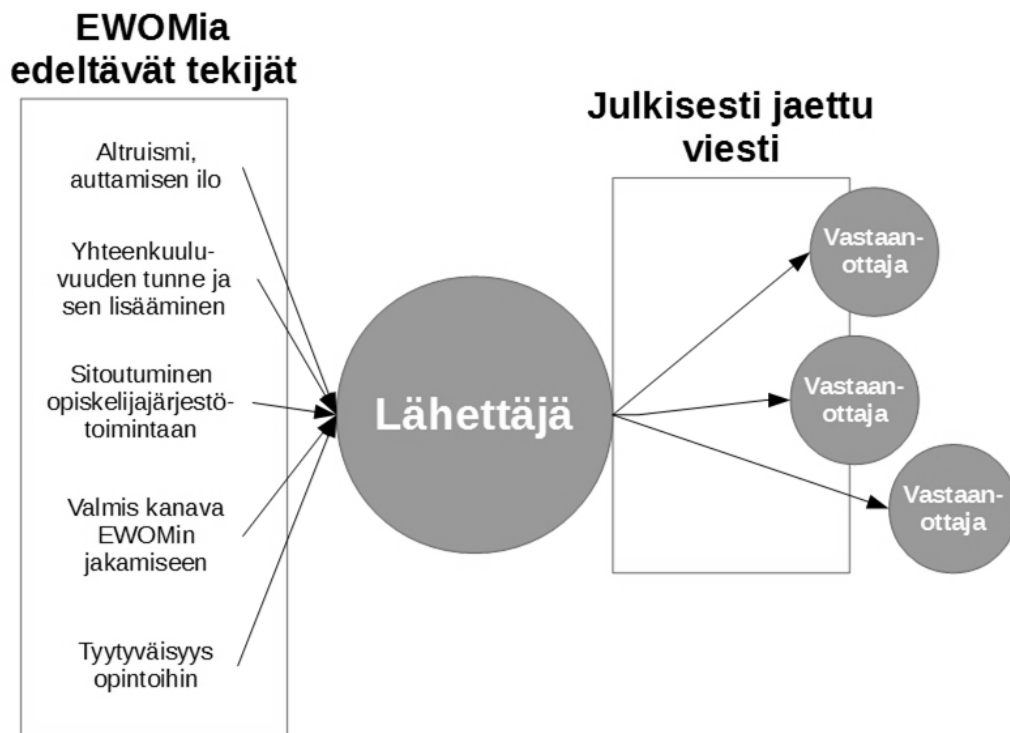 EWOMia
edeltävät tekijät
Altruismi,
auttamisen ilo
Yhteenkuulu-
vuuden tunne ja
sen lisääminen
Sitoutuminen
opiskelijajärjestö-
toimintaan
Valmis kanava
EWOMin
jakamiseen
Tyytyväisyys
opintoihin
Lähettäjä
Julkisesti jaettu
viesti
Vastaan-
ottaja
Vastaan-
ottaja
Vastaan-
ottaja